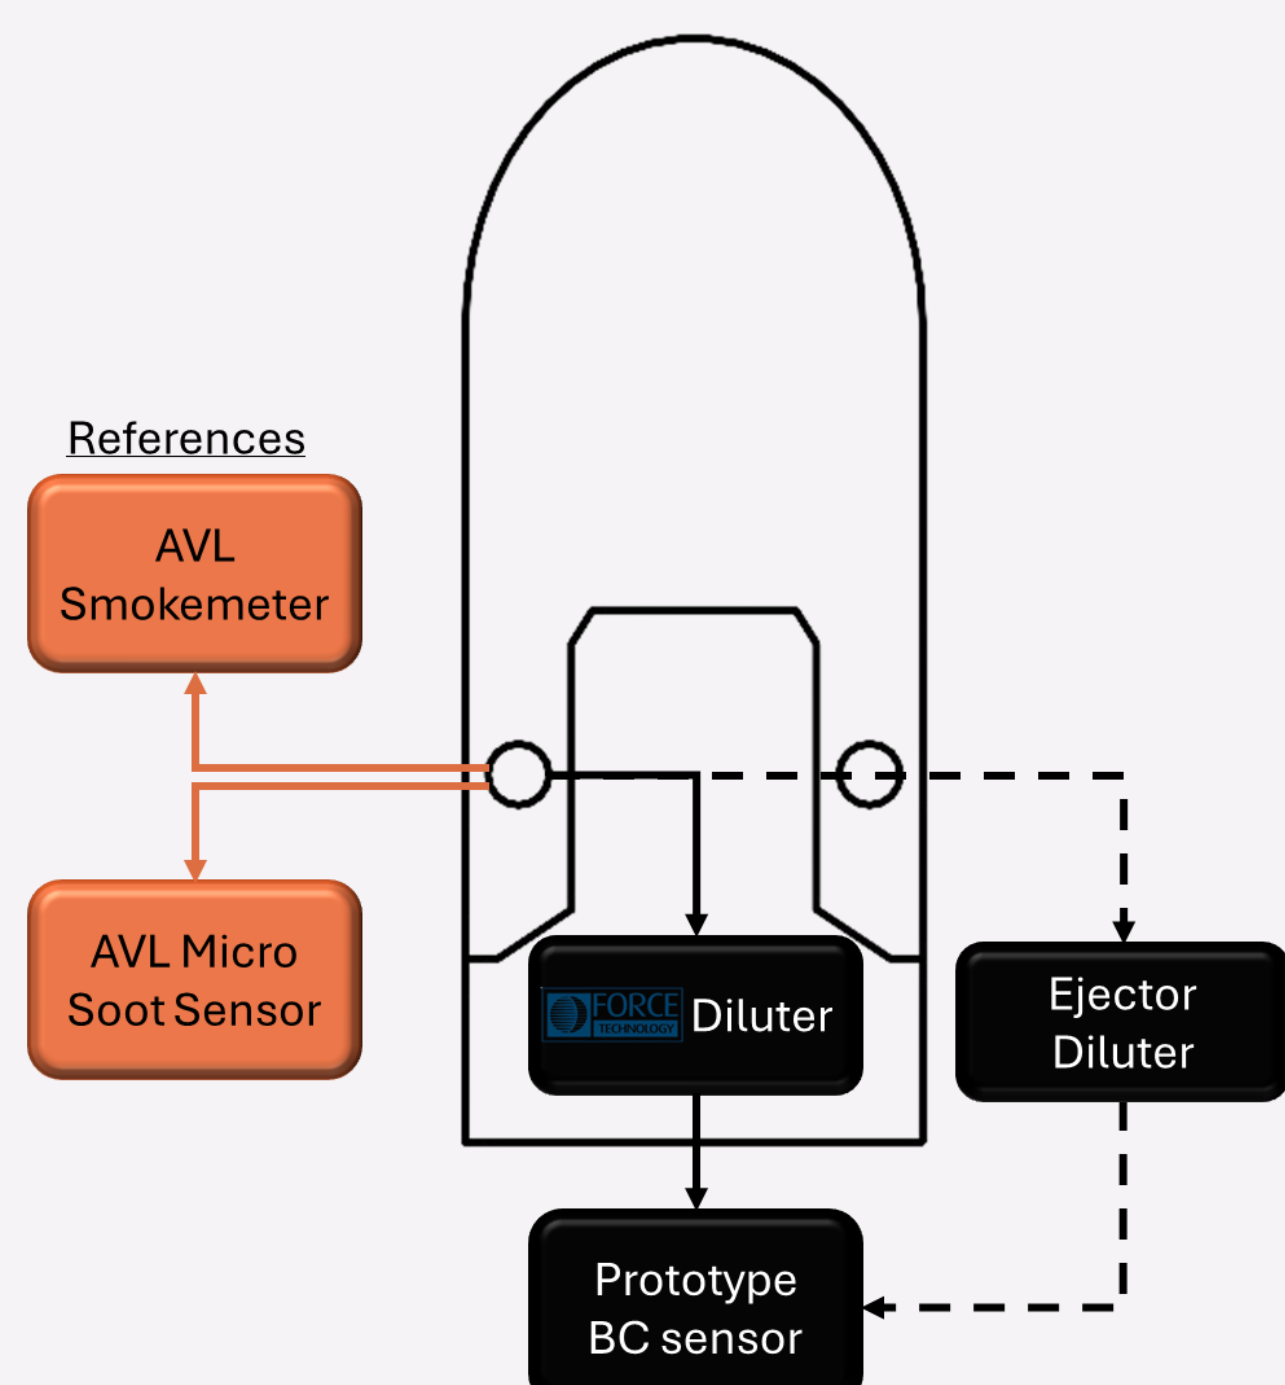 References
AVL
Smokemeter
AVL Micro
Soot Sensor
FORCE
TECHNOLOGY
Diluter
Ejector
Diluter
Prototype
BC sensor